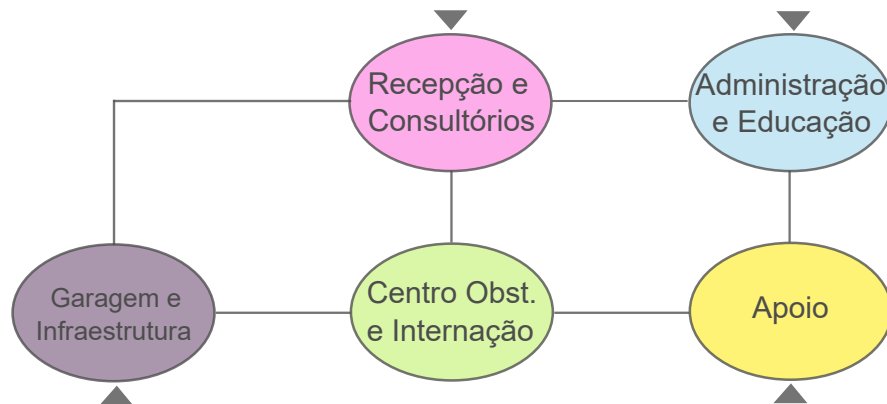 Recepção e
Consultórios
Administração
e Educação
Garagem e
Infraestrutura
Centro Obst.
e Internação
Apoio